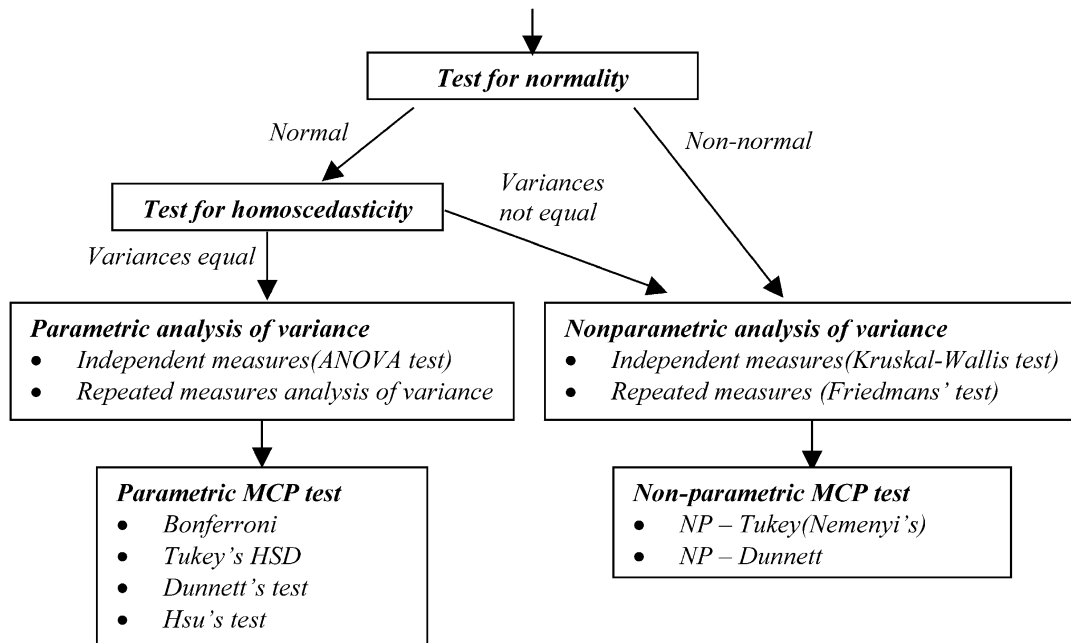 Test for normality
Normal
Non-normal
Test for homoscedasticity
Variances
not equal
Variances equal
Parametric analysis of variance
• Independent measures(ANOVA test)
• Repeated measures analysis of variance
Nonparametric analysis of variance
• Independent measures(Kruskal-Wallis test)
• Repeated measures (Friedmans’ test)
Parametric MCP test
• Bonferroni
• Tukey’s HSD
• Dunnett’s test
• Hsu’s test
Non-parametric MCP test
• NP – Tukey(Nemenyi’s)
• NP – Dunnett